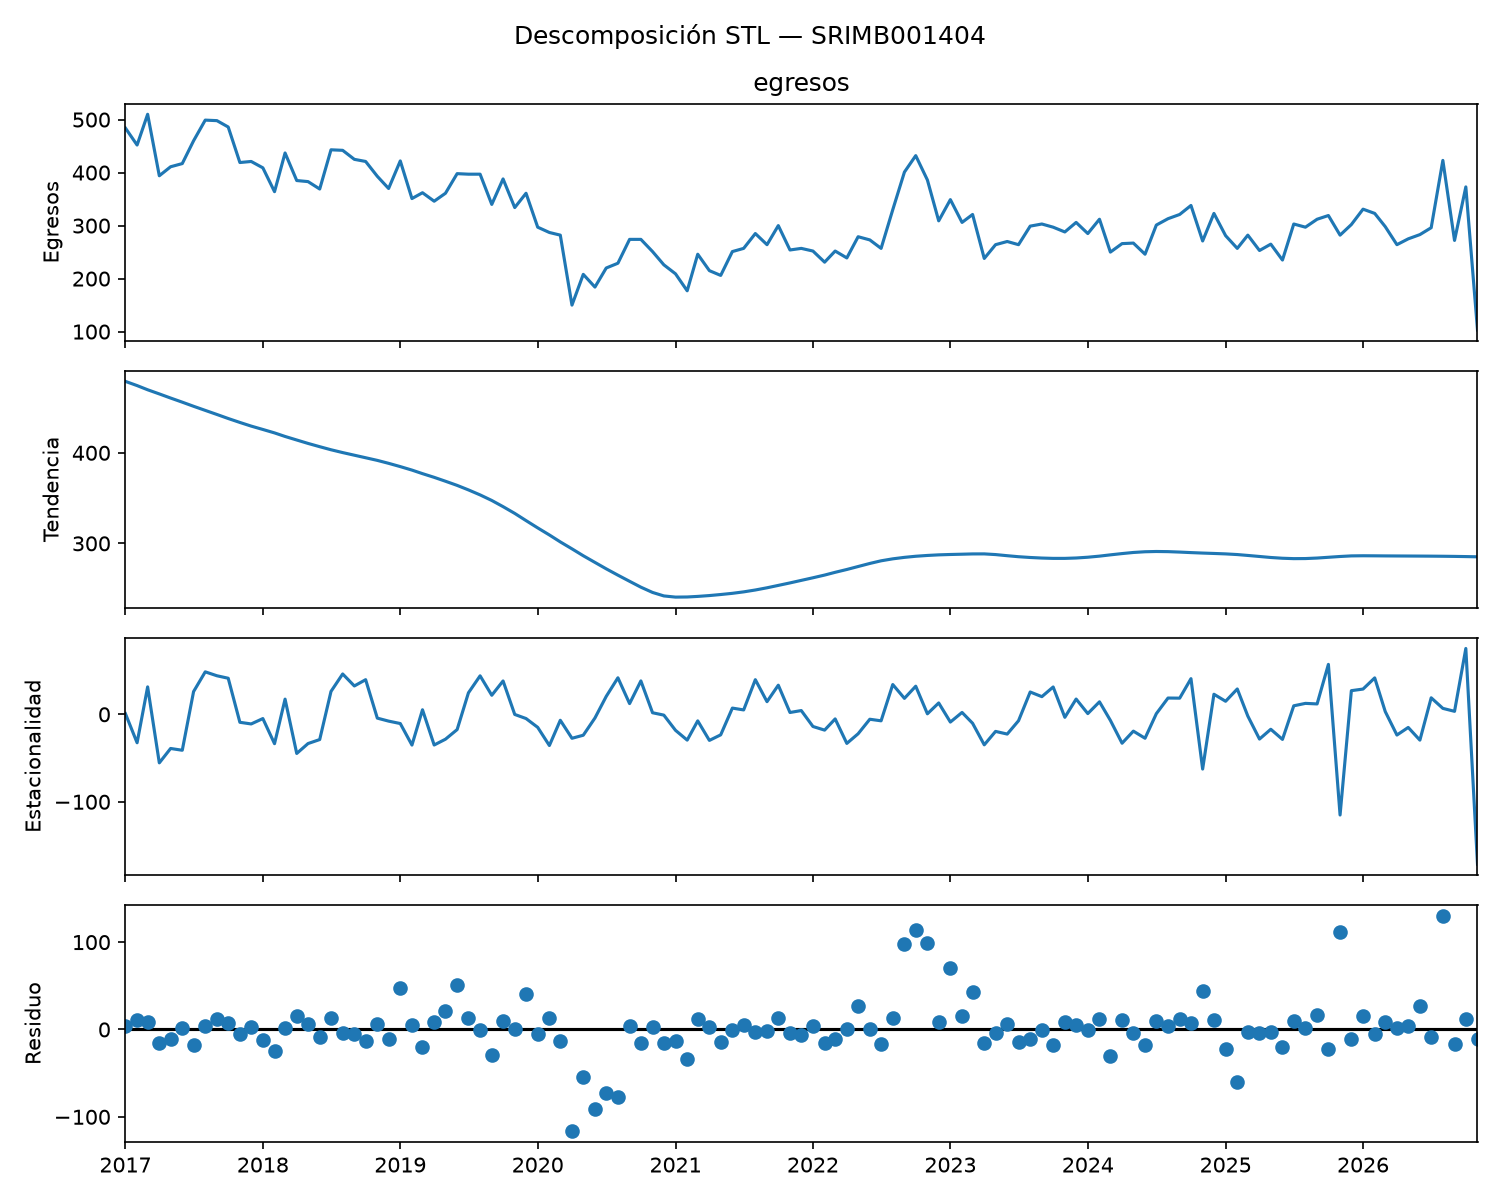 Descomposición STL — SRIMB001404
egresos
Egresos
500
400
300
200
100
Tendencia
400
300
Estacionalidad
0
−100
Residuo
100
0
−100
2017 2018 2019 2020 2021 2022 2023 2024 2025 2026